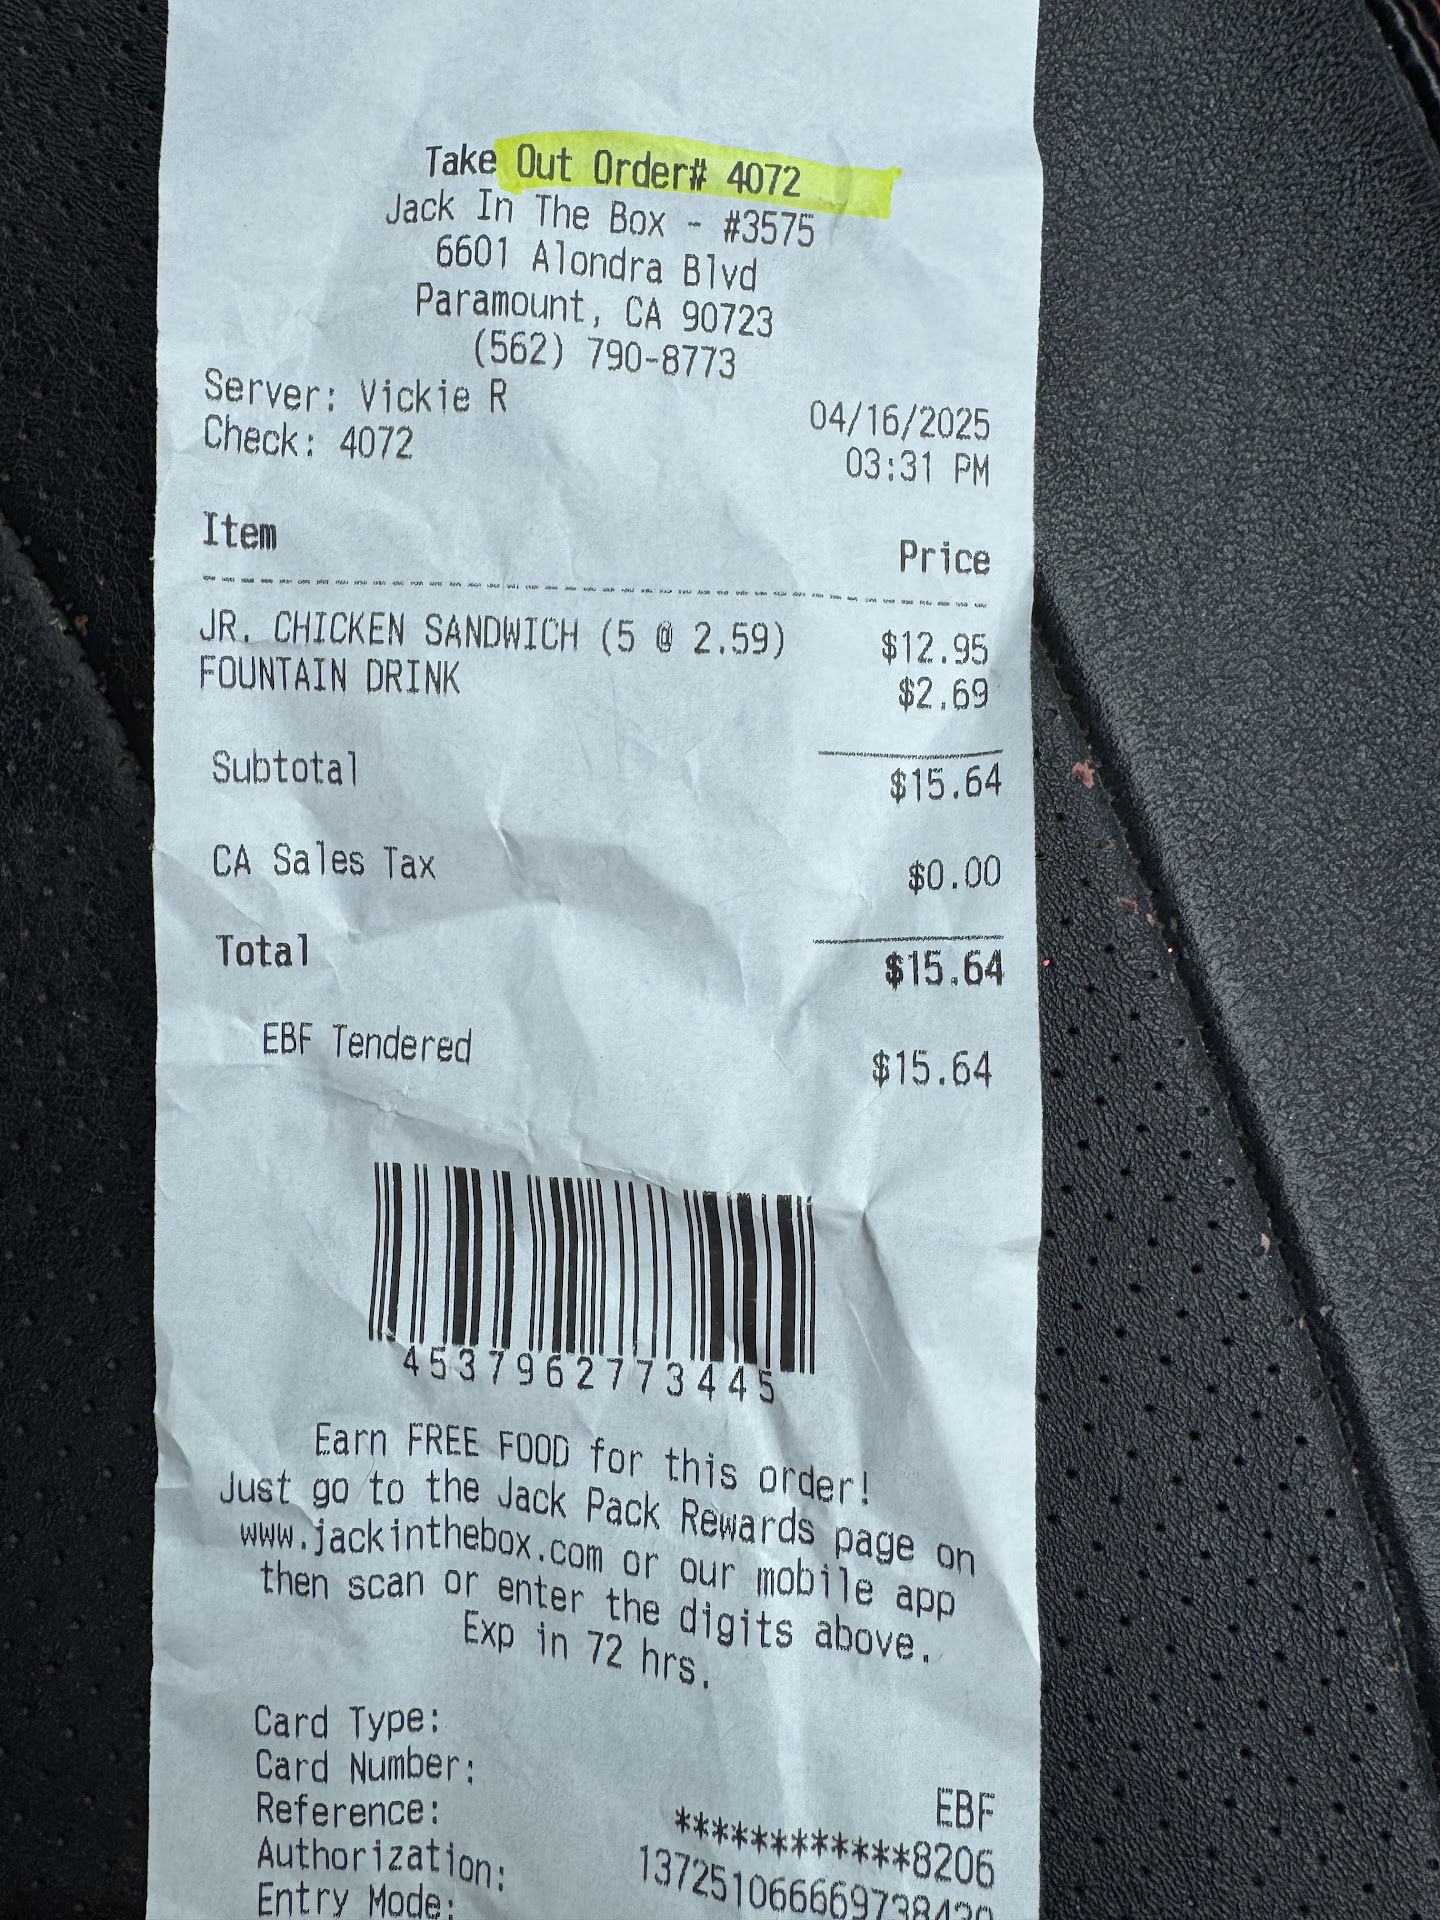 Take Out Order# 4072
Jack In The Box - #3575
6601 Alondra Blvd
Paramount, CA 90723
(562) 790-8773
Server: Vickie R
04/16/2025
Check: 4072
03:31 PM
Item Price
JR. CHICKEN SANDWICH (5 @ 2.59) $12.95
FOUNTAIN DRINK $2.69
Subtotal $15.64
CA Sales Tax $0.00
Total $15.64
EBF Tendered $15.64
4537962773445
Earn FREE FOOD for this order!
Just go to the Jack Pack Rewards page on
www.jackinthebox.com or our mobile app
then scan or enter the digits above.
Exp in 72 hrs.
Card Type: EBF
Card Number: ************8206
Reference:
Authorization:
Entry Mode: